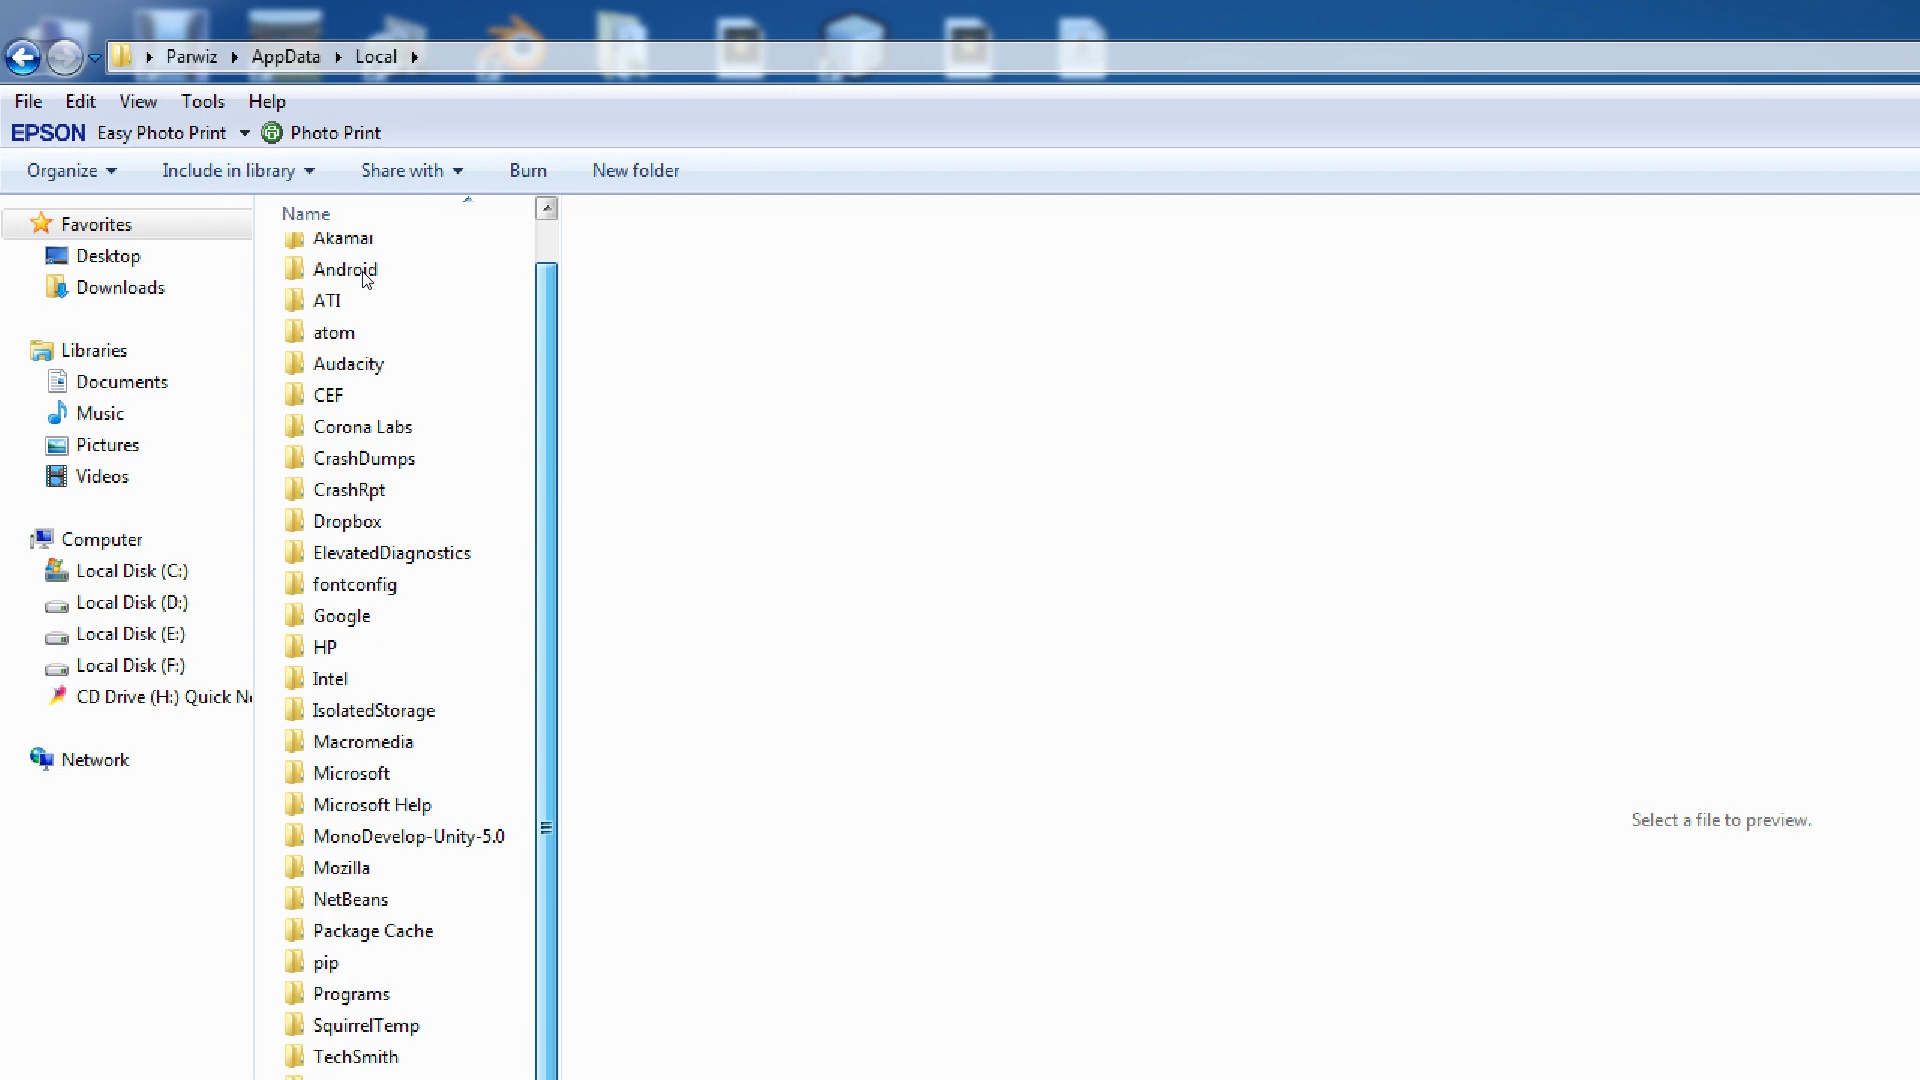 Parwiz AppData Local
File Edit View Tools Help
EPSON Easy Photo Print Photo Print
Organize Include in library Share with Burn New folder
Favorites
Desktop
Downloads
Libraries
Documents
Music
Pictures
Videos
Computer
Local Disk (C:)
Local Disk (D:)
Local Disk (E:)
Local Disk (F:)
CD Drive (H:) Quick
Network
Name
Akamai
Android
ATI
atom
Audacity
CEF
Corona Labs
CrashDumps
CrashRpt
Dropbox
ElevatedDiagnostics
fontconfig
Google
HP
Intel
IsolatedStorage
Macromedia
Microsoft
Microsoft Help
MonoDevelop-Unity-5.0
Mozilla
NetBeans
Package Cache
pip
Programs
SquirrelTemp
TechSmith
Select a file to preview.